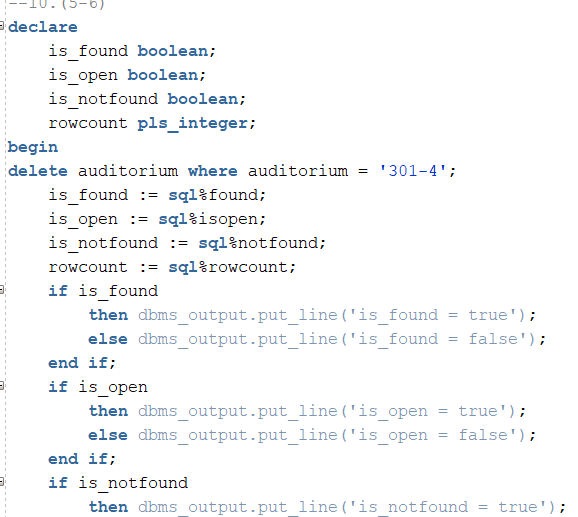 --10.(5-6)
declare
    is_found boolean;
    is_open boolean;
    is_notfound boolean;
    rowcount pls_integer;
begin
delete auditorium where auditorium = '301-4';
    is_found := sql%found;
    is_open := sql%isopen;
    is_notfound := sql%notfound;
    rowcount := sql%rowcount;
    if is_found
        then dbms_output.put_line('is_found = true');
        else dbms_output.put_line('is_found = false');
    end if;
    if is_open
        then dbms_output.put_line('is_open = true');
        else dbms_output.put_line('is_open = false');
    end if;
    if is_notfound
        then dbms_output.put_line('is_notfound = true');